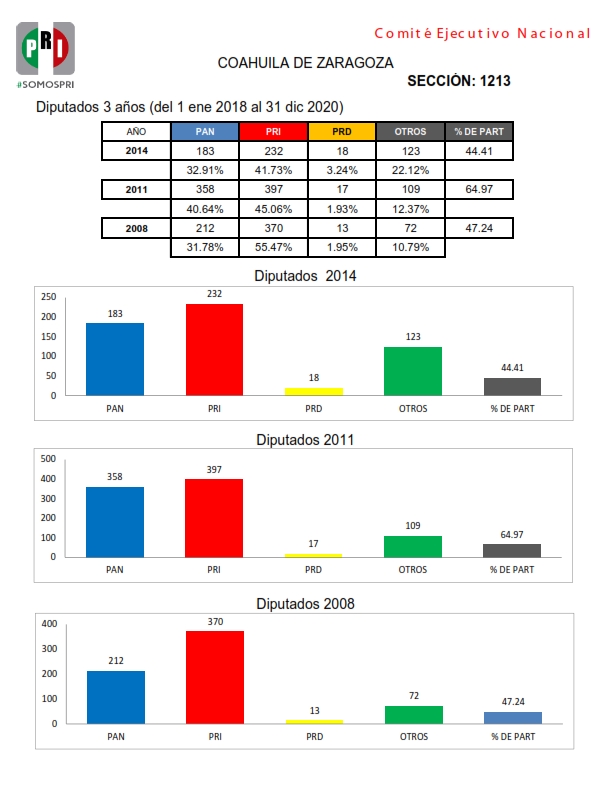 Comité Ejecutivo Nacional
PRI
#SOMOSPRI
COAHUILA DE ZARAGOZA
SECCIÓN: 1213
Diputados 3 años (del 1 ene 2018 al 31 dic 2020)
AÑO PAN PRI PRD OTROS % DE PART
2014 183 232 18 123 44.41
32.91% 41.73% 3.24% 22.12%
2011 358 397 17 109 64.97
40.64% 45.06% 1.93% 12.37%
2008 212 370 13 72 47.24
31.78% 55.47% 1.95% 10.79%
Diputados 2014
250
200
150
100
50
0
183 232 18 123 44.41
PAN PRI PRD OTROS % DE PART
Diputados 2011
500
400
300
200
100
0
358 397 17 109 64.97
PAN PRI PRD OTROS % DE PART
Diputados 2008
400
300
200
100
0
212 370 13 72 47.24
PAN PRI PRD OTROS % DE PART